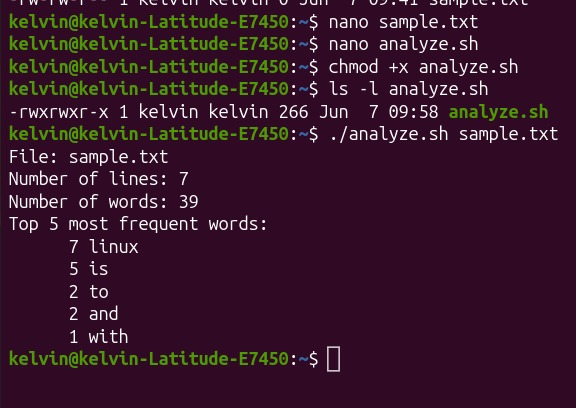 -rw-rw-r-- 1 kelvin kelvin 0 Jun  7 09:41 sample.txt
kelvin@kelvin-Latitude-E7450:~$ nano sample.txt
kelvin@kelvin-Latitude-E7450:~$ nano analyze.sh
kelvin@kelvin-Latitude-E7450:~$ chmod +x analyze.sh
kelvin@kelvin-Latitude-E7450:~$ ls -l analyze.sh
-rwxrwxr-x 1 kelvin kelvin 266 Jun  7 09:58 analyze.sh
kelvin@kelvin-Latitude-E7450:~$ ./analyze.sh sample.txt
File: sample.txt
Number of lines: 7
Number of words: 39
Top 5 most frequent words:
      7 linux
      5 is
      2 to
      2 and
      1 with
kelvin@kelvin-Latitude-E7450:~$